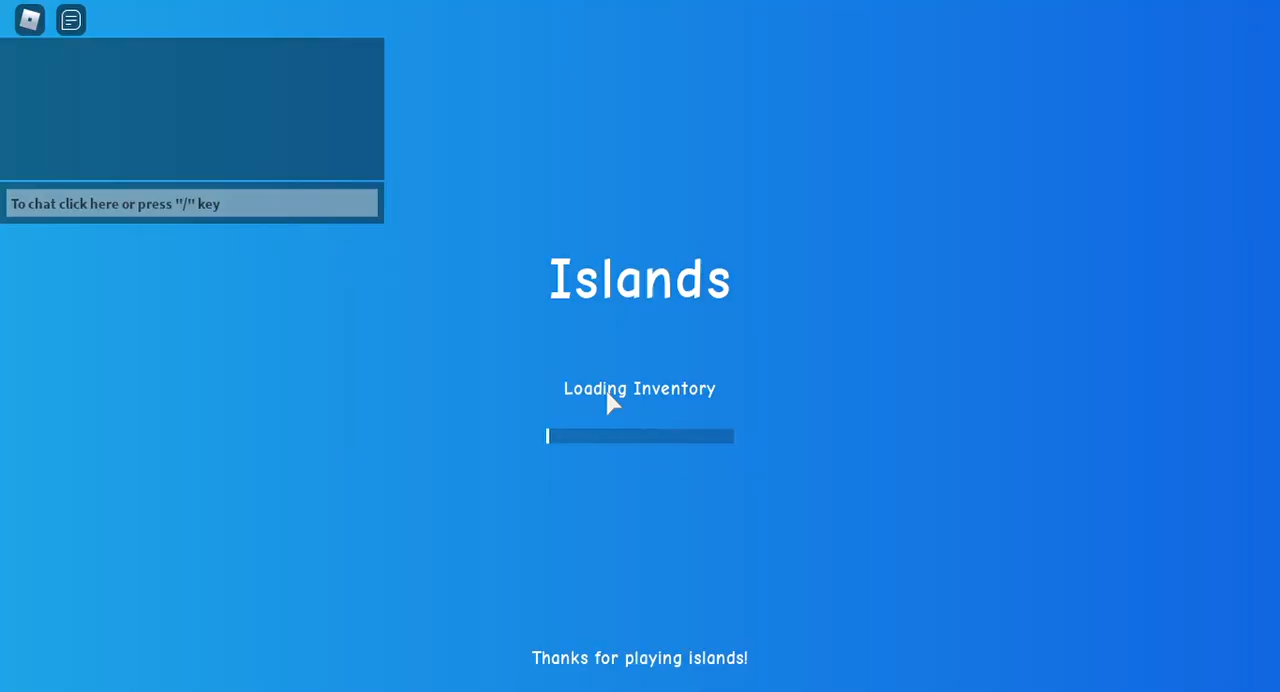 To chat click here or press "/" key
Islands
Loading Inventory
Thanks for playing islands!